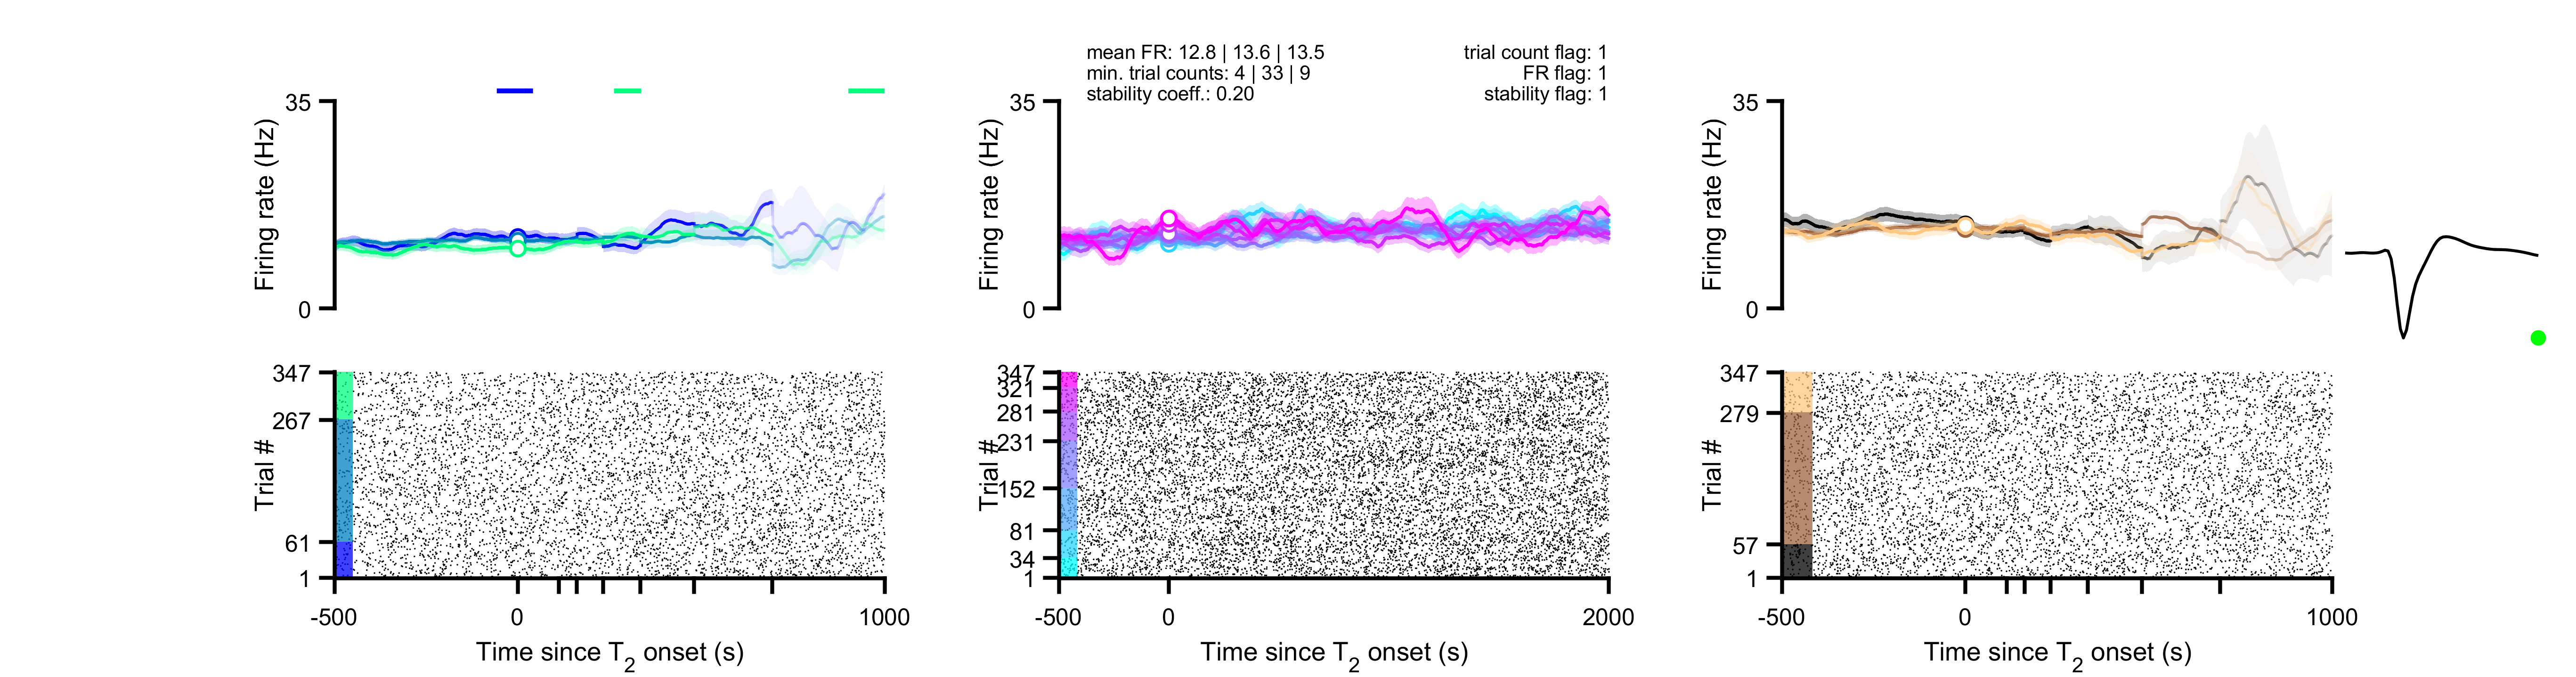 mean FR: 12.8 | 13.6 | 13.5
min. trial counts: 4 | 33 | 9
stability coeff.: 0.20
trial count flag: 1
FR flag: 1
stability flag: 1
35
Firing rate (Hz)
0
35
Firing rate (Hz)
0
35
Firing rate (Hz)
0
347
267
61
1
Trial #
-500
0
1000
Time since T2 onset (s)
347
321
281
231
152
81
34
1
Trial #
-500
0
2000
Time since T2 onset (s)
347
279
57
1
Trial #
-500
0
1000
Time since T2 onset (s)